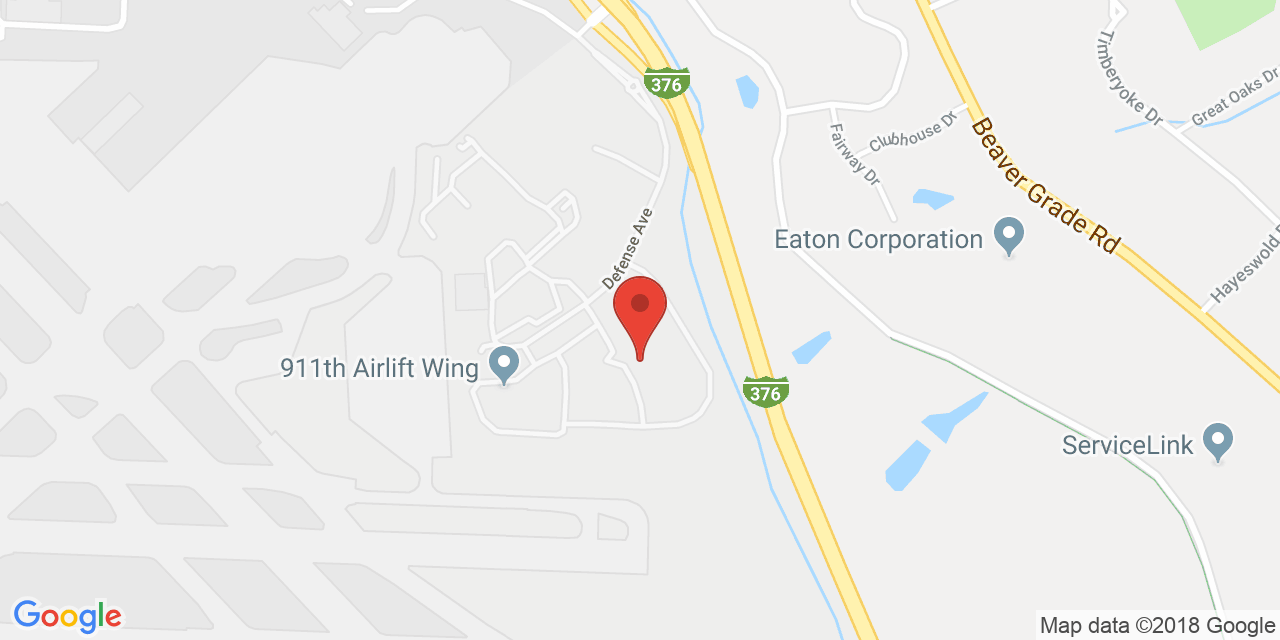 376
Timberyoke Dr
Great Oaks Dr
Clubhouse Dr
Fairway Dr
Beaver Grade Rd
Defense Ave
Eaton Corporation
Hayeswold
911th Airlift Wing
376
ServiceLink
Google
Map data ©2018 Google